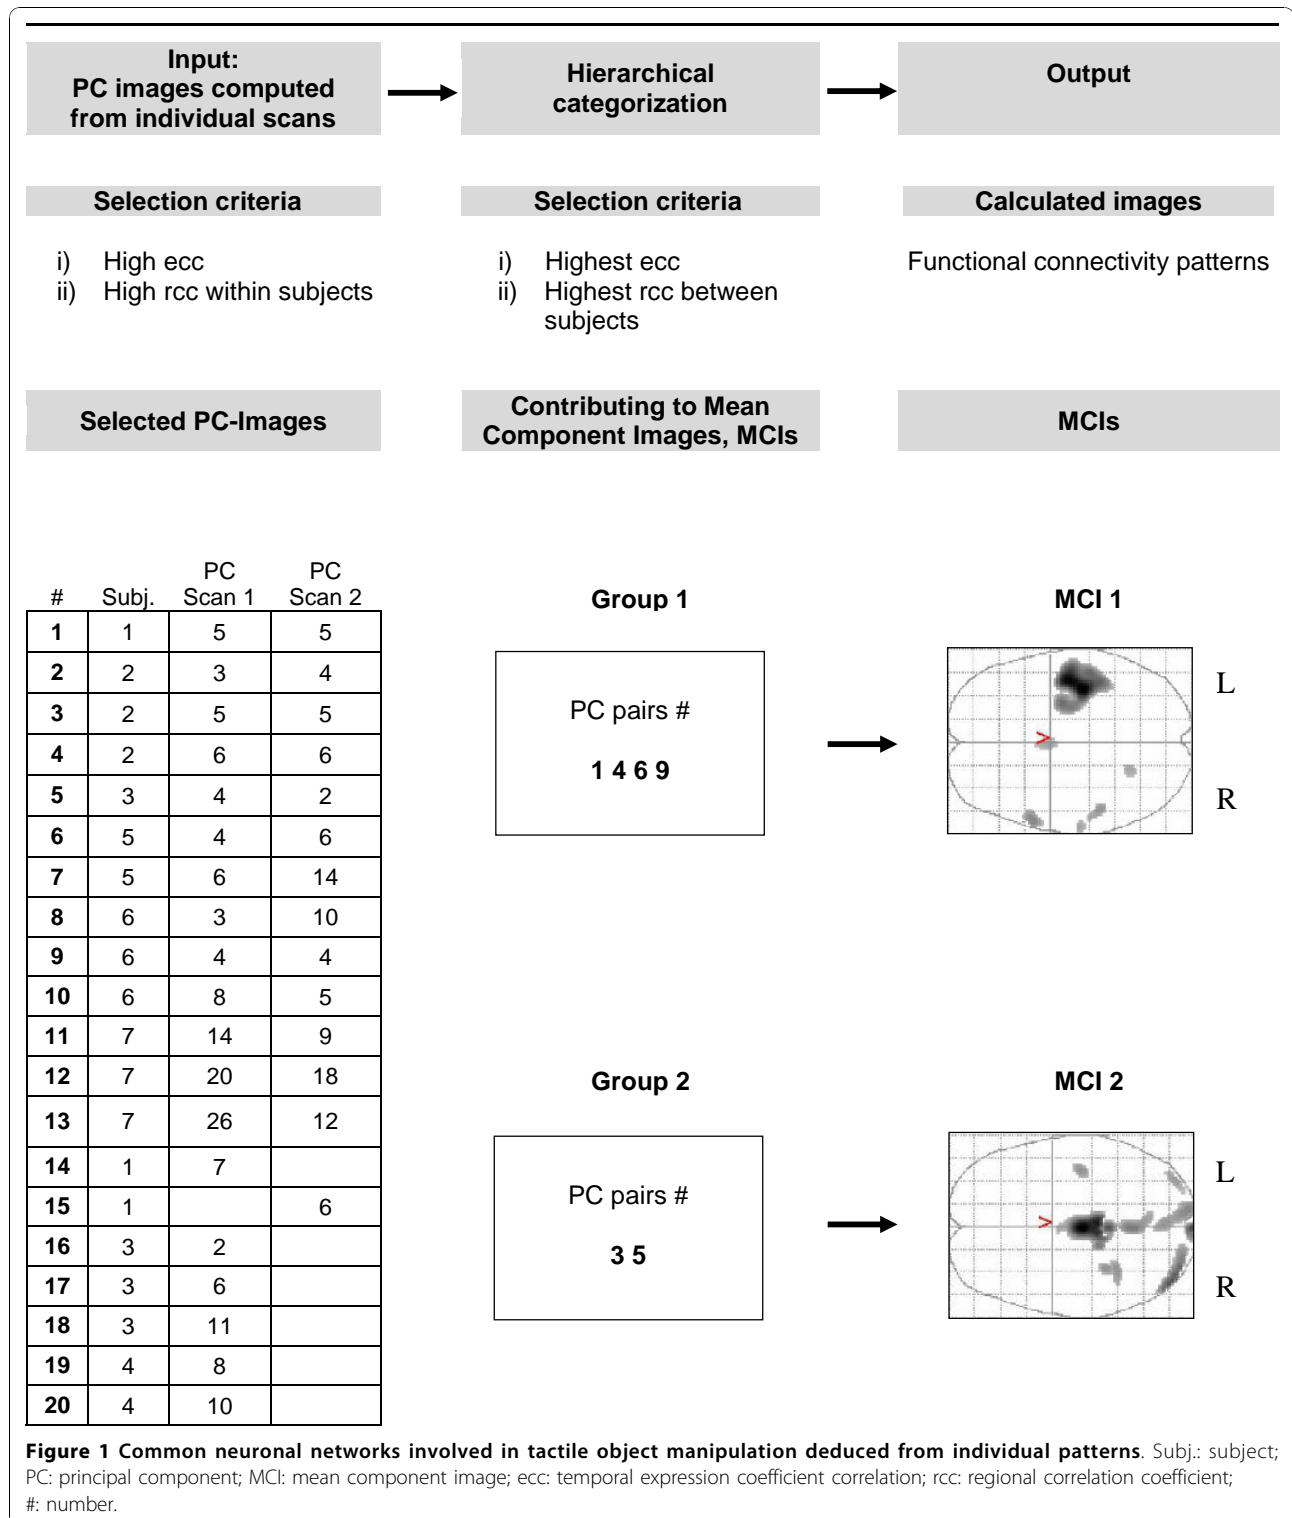 Input:
PC images computed
from individual scans
Hierarchical
categorization
Output
Selection criteria
Selection criteria
Calculated images
i) High ecc
ii) High rcc within subjects
i) Highest ecc
ii) Highest rcc between
subjects
Functional connectivity patterns
Selected PC-Images
Contributing to Mean
Component Images, MCIs
MCIs
PC PC
# Subj. Scan 1 Scan 2
1 1 5 5
2 2 3 4
3 2 5 5
4 2 6 6
5 3 4 2
6 5 4 6
7 5 6 14
8 6 3 10
9 6 4 4
10 6 8 5
11 7 14 9
12 7 20 18
13 7 26 12
14 1 7
15 1 6
16 3 2
17 3 6
18 3 11
19 4 8
20 4 10
Group 1
PC pairs #
1 4 6 9
MCI 1
L
>
R
Group 2
PC pairs #
3 5
MCI 2
L
>
R
Figure 1 Common neuronal networks involved in tactile object manipulation deduced from individual patterns. Subj.: subject;
PC: principal component; MCI: mean component image; ecc: temporal expression coefficient correlation; rcc: regional correlation coefficient;
#: number.